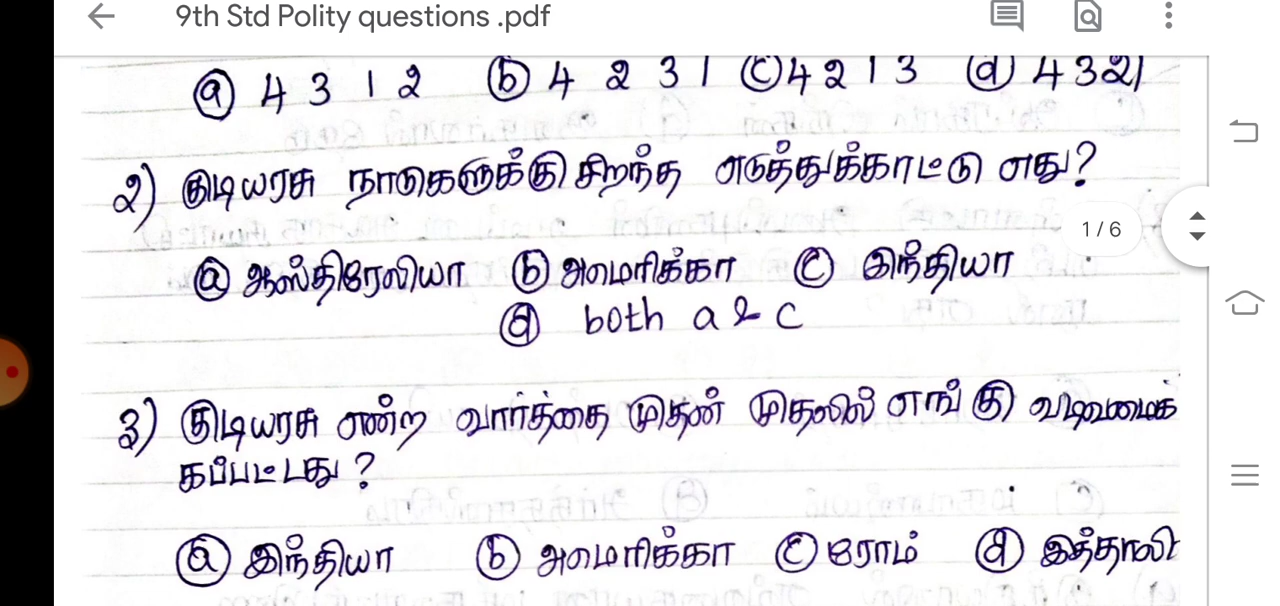 9th Std Polity questions .pdf
ⓐ 4 3 1 2 ⓑ 4 2 3 1 ⓒ 4 2 1 3 ⓓ 4 3 2 1
2) குடியரசு நாடுகளுக்கு சிறந்த எடுத்துக்காட்டு எது?
1 / 6
ⓐ ஆஸ்திரேலியா ⓑ அமெரிக்கா ⓒ இந்தியா
ⓓ both a & c
3) குடியரசு என்ற வார்த்தை முதன் முதலில் எங்கு வடிவமைக்
கப்பட்டது?
ⓐ இந்தியா ⓑ அமெரிக்கா ⓒ ரோம் ⓓ இத்தாலி